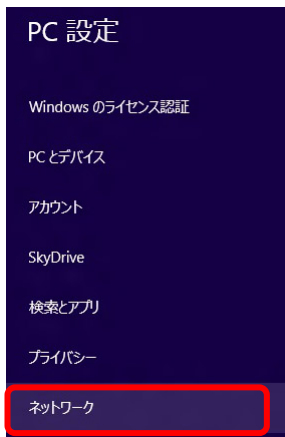 PC 設定
Windows のライセンス認証
PC とデバイス
アカウント
SkyDrive
検索とアプリ
プライバシー
ネットワーク